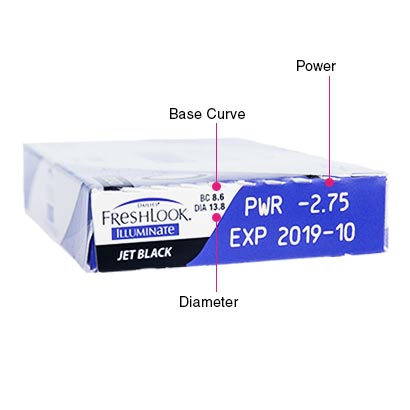 Power
Base Curve
BC 8.6
DIA 13.8
PWR -2.75
EXP 2019-10
DAILIES®
FRESHLOOK®
ILLUMINATE
JET BLACK
Diameter